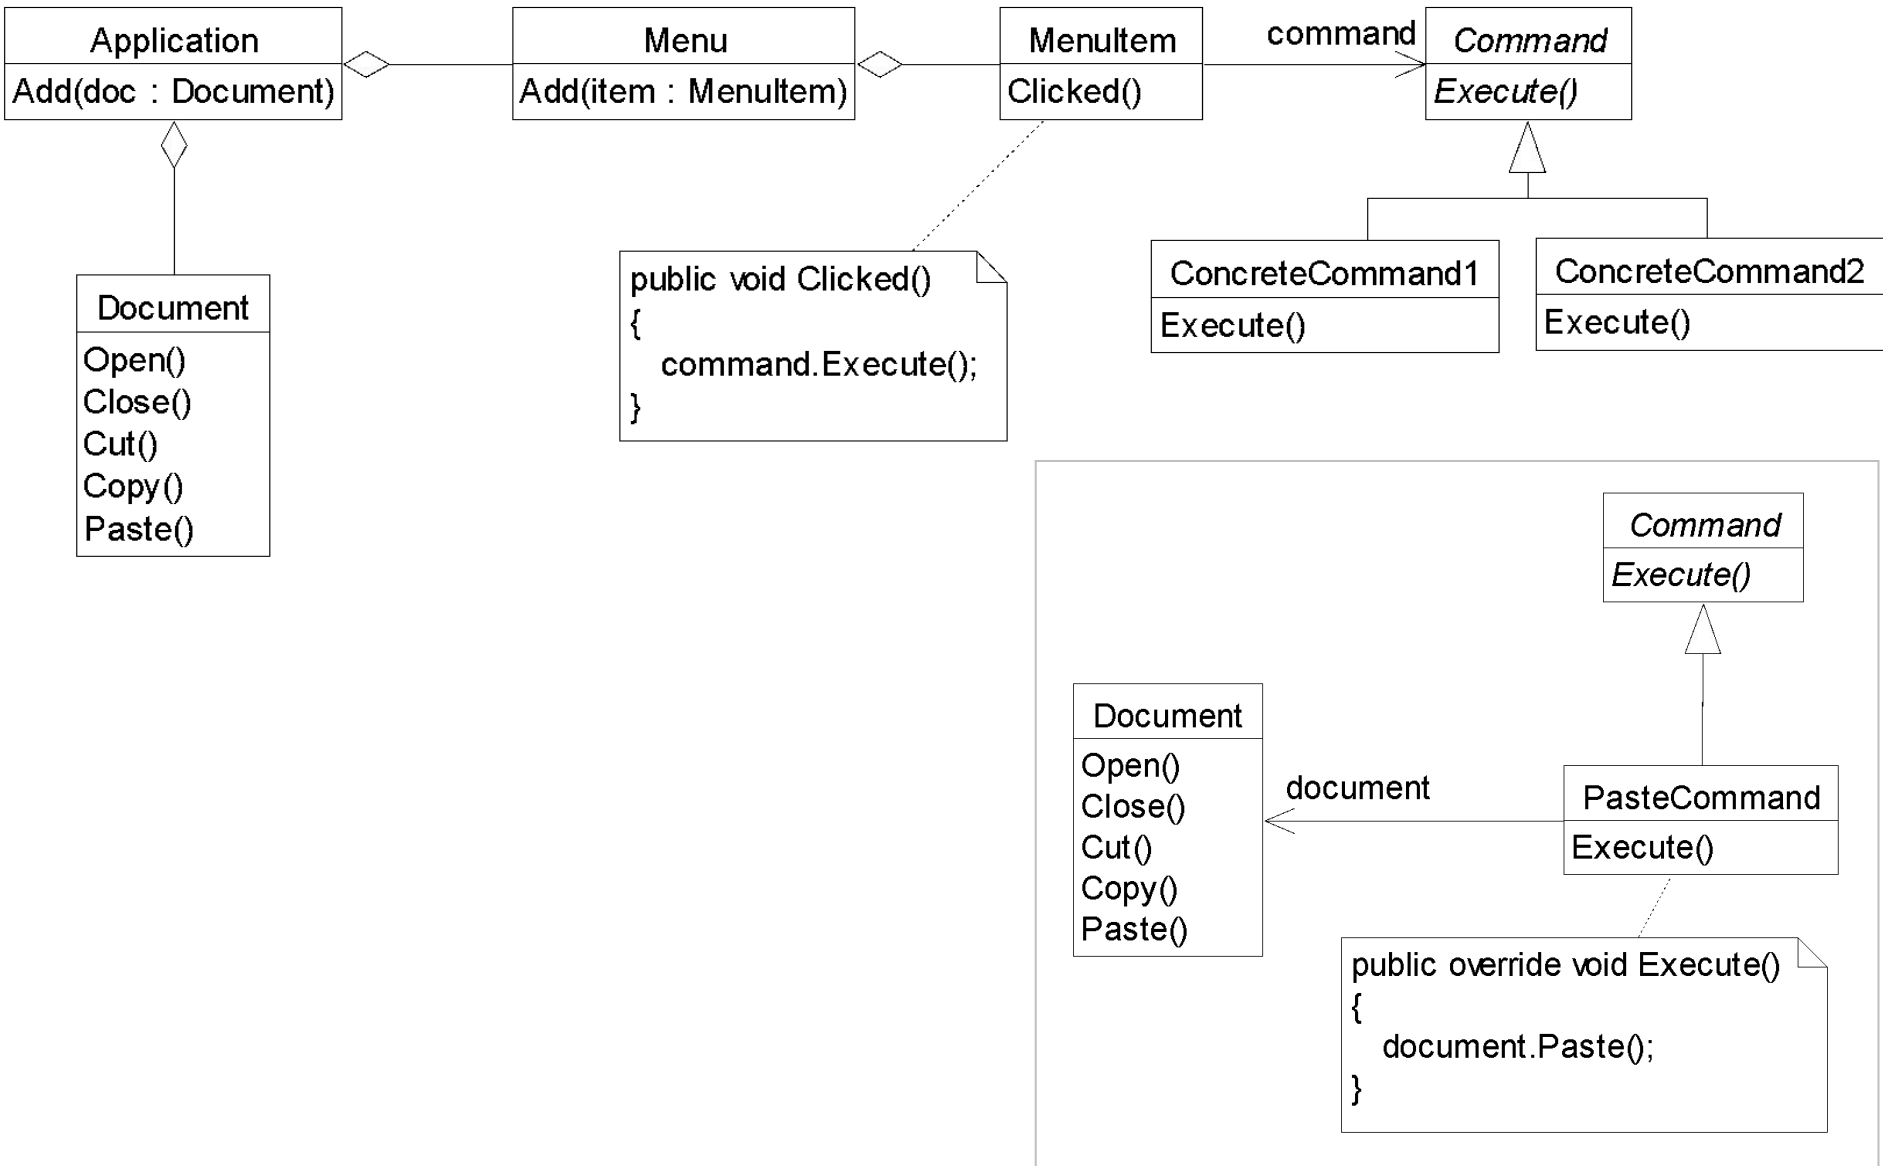 Application
Add(doc : Document)
Menu
Add(item : MenuItem)
MenuItem
Clicked()
command
Command
Execute()
Document
Open()
Close()
Cut()
Copy()
Paste()
public void Clicked()
{
command.Execute();
}
ConcreteCommand1
Execute()
ConcreteCommand2
Execute()
Command
Execute()
Document
Open()
Close()
Cut()
Copy()
Paste()
document
PasteCommand
Execute()
public override void Execute()
{
document.Paste();
}